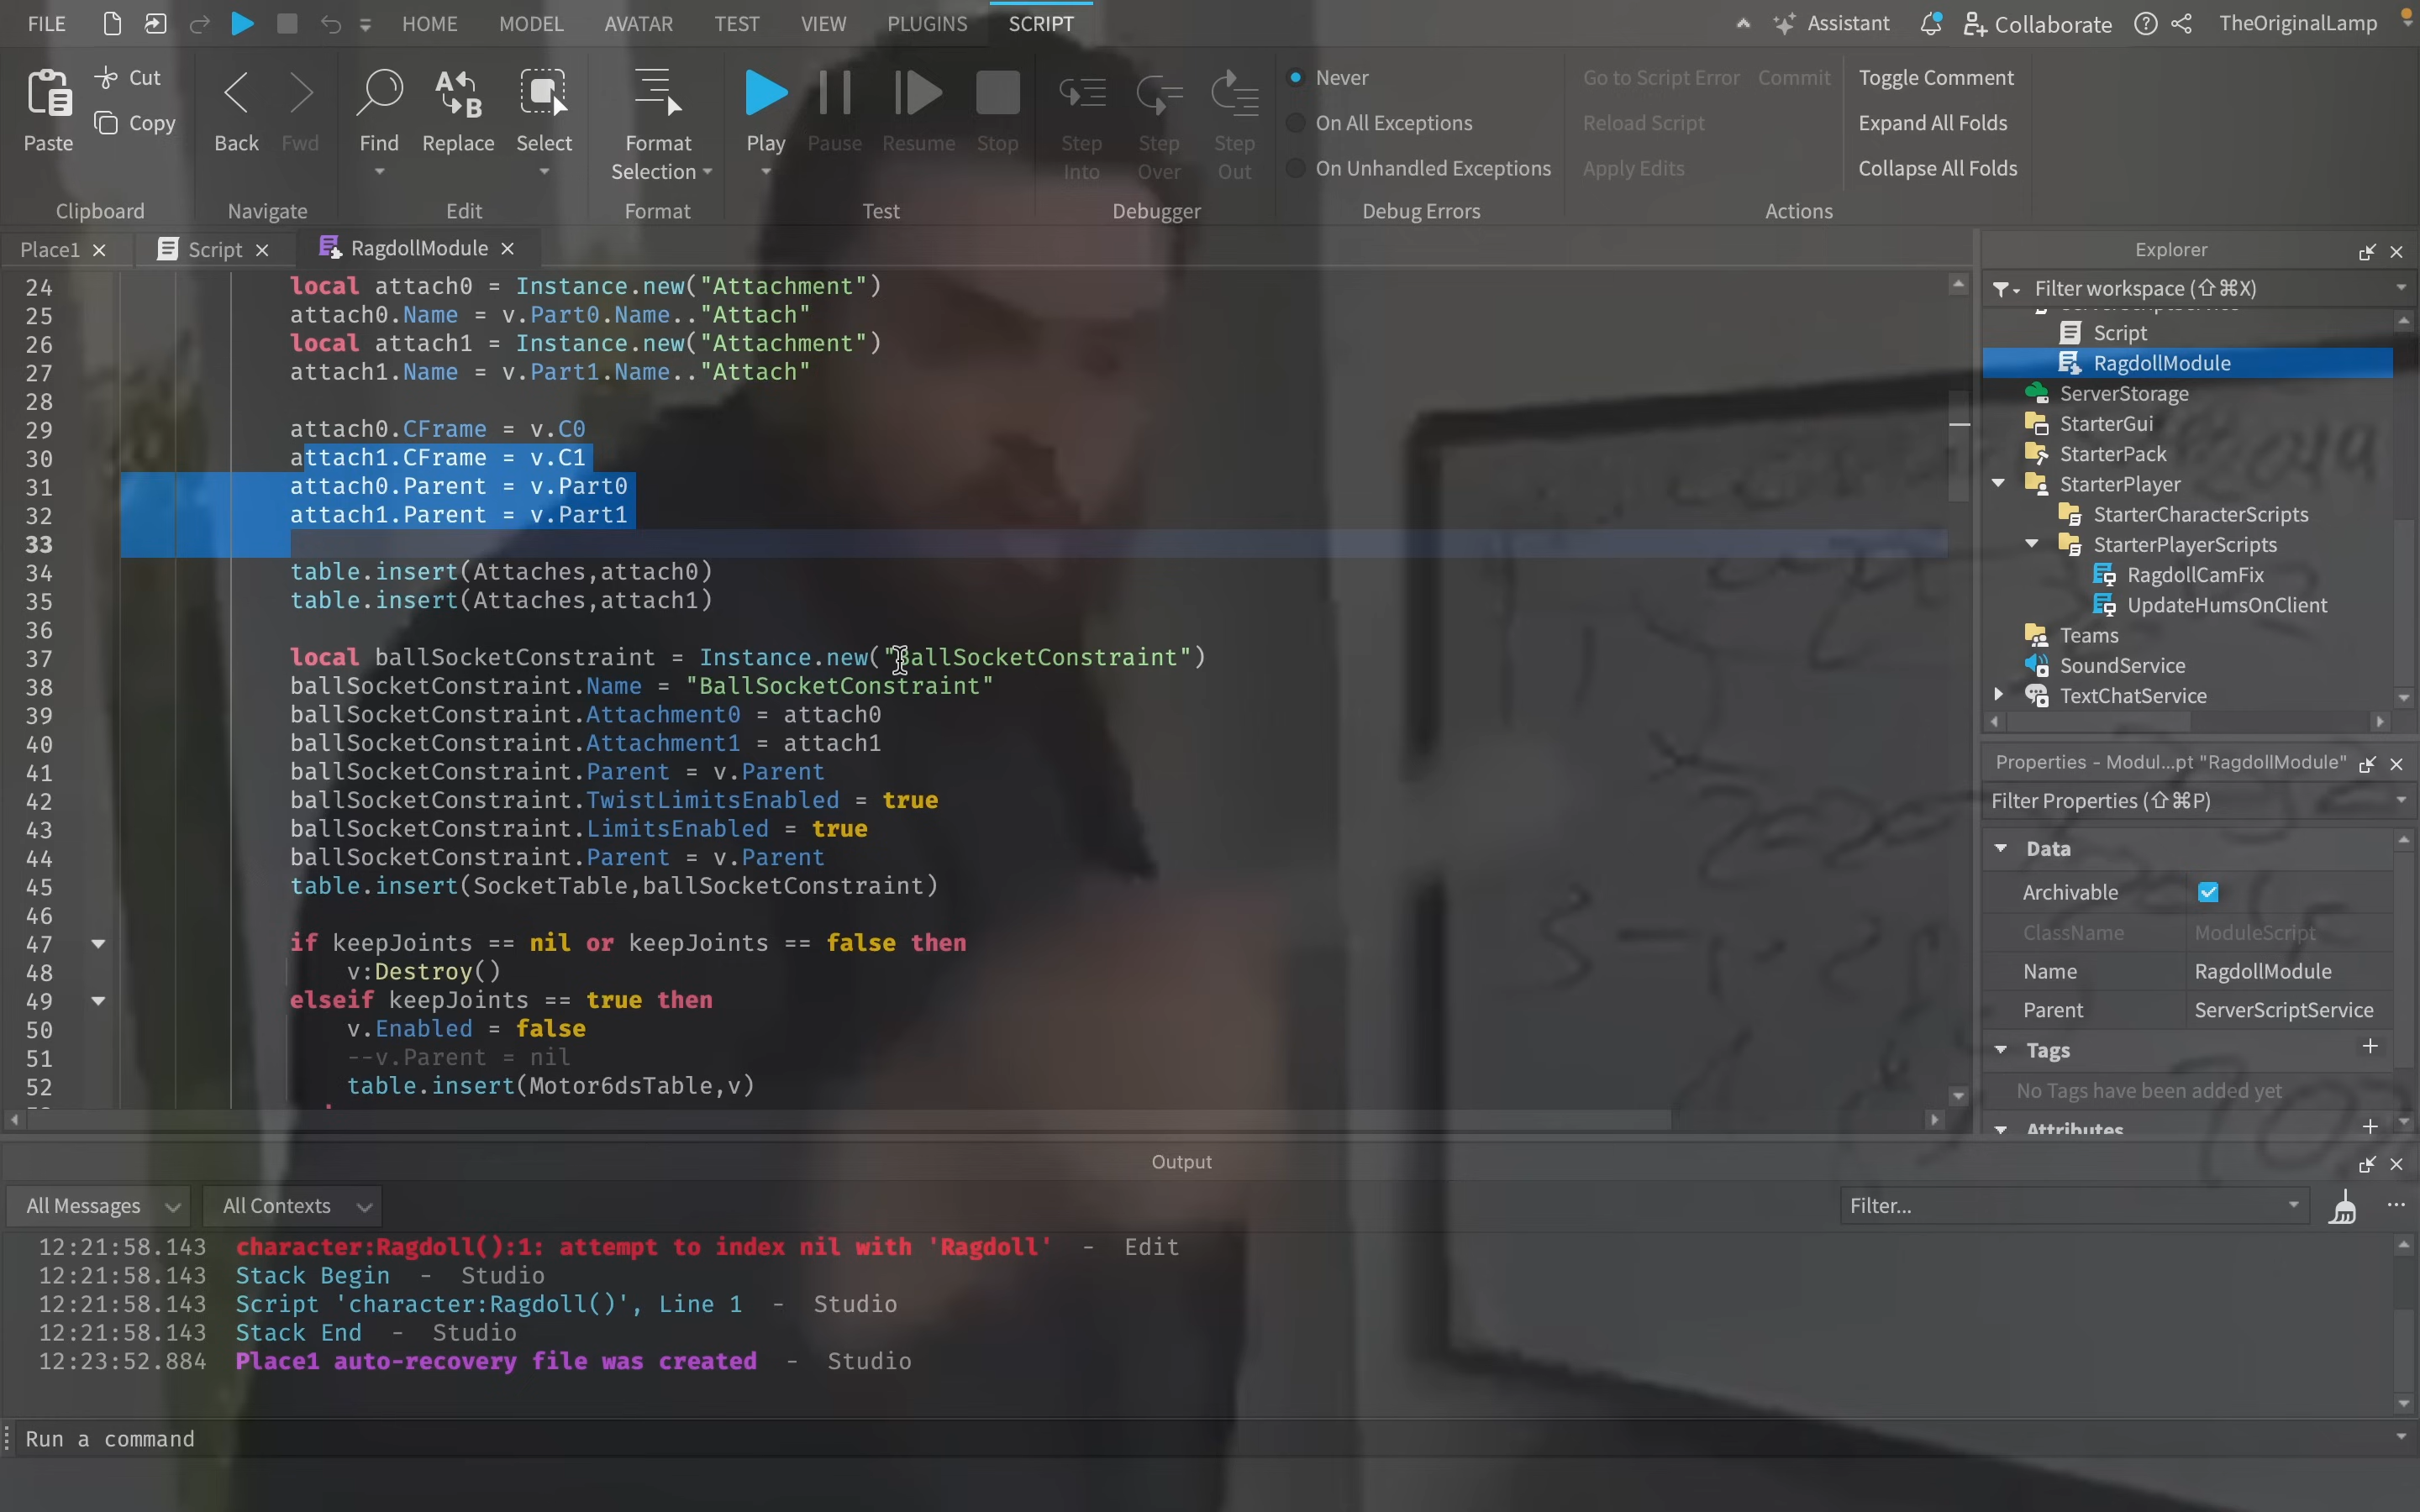 FILE HOME MODEL AVATAR TEST VIEW PLUGINS SCRIPT Assistant Collaborate TheOriginalLamp
Paste Cut Copy Back Fwd Find Replace Select Format Selection Play Pause Resume Stop Step Into Step Over Step Out
Never
On All Exceptions
On Unhandled Exceptions
Go to Script Error Commit
Reload Script
Apply Edits
Toggle Comment
Expand All Folds
Collapse All Folds
Clipboard Navigate Edit Format Test Debugger Debug Errors Actions
Place1 Script RagdollModule
24 local attach0 = Instance.new("Attachment")
25 attach0.Name = v.Part0.Name.."Attach"
26 local attach1 = Instance.new("Attachment")
27 attach1.Name = v.Part1.Name.."Attach"
28
29 attach0.CFrame = v.C0
30 attach1.CFrame = v.C1
31 attach0.Parent = v.Part0
32 attach1.Parent = v.Part1
33
34 table.insert(Attaches,attach0)
35 table.insert(Attaches,attach1)
36
37 local ballSocketConstraint = Instance.new("BallSocketConstraint")
38 ballSocketConstraint.Name = "BallSocketConstraint"
39 ballSocketConstraint.Attachment0 = attach0
40 ballSocketConstraint.Attachment1 = attach1
41 ballSocketConstraint.Parent = v.Parent
42 ballSocketConstraint.TwistLimitsEnabled = true
43 ballSocketConstraint.LimitsEnabled = true
44 ballSocketConstraint.Parent = v.Parent
45 table.insert(SocketTable,ballSocketConstraint)
46
47 if keepJoints == nil or keepJoints == false then
48 v:Destroy()
49 elseif keepJoints == true then
50 v.Enabled = false
51 --v.Parent = nil
52 table.insert(Motor6dsTable,v)
Explorer
Filter workspace (⇧⌘X)
Script
RagdollModule
ServerStorage
StarterGui
StarterPack
StarterPlayer
StarterCharacterScripts
StarterPlayerScripts
RagdollCamFix
UpdateHumsOnClient
Teams
SoundService
TextChatService
Properties - Modul...pt "RagdollModule"
Filter Properties (⇧⌘P)
Data
Archivable
ClassName ModuleScript
Name RagdollModule
Parent ServerScriptService
Tags
No Tags have been added yet
Attributes
Output
All Messages All Contexts Filter...
12:21:58.143 character:Ragdoll():1: attempt to index nil with 'Ragdoll' - Edit
12:21:58.143 Stack Begin - Studio
12:21:58.143 Script 'character:Ragdoll()', Line 1 - Studio
12:21:58.143 Stack End - Studio
12:23:52.884 Place1 auto-recovery file was created - Studio
Run a command